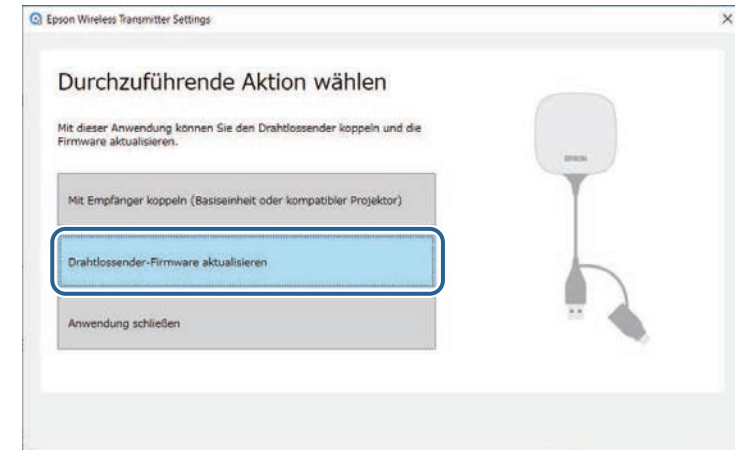 Epson Wireless Transmitter Settings
Durchzuführende Aktion wählen
Mit dieser Anwendung können Sie den Drahtlossender koppeln und die
Firmware aktualisieren.
EPSON
Mit Empfänger koppeln (Basiseinheit oder kompatibler Projektor)
Drahtlossender-Firmware aktualisieren
Anwendung schließen